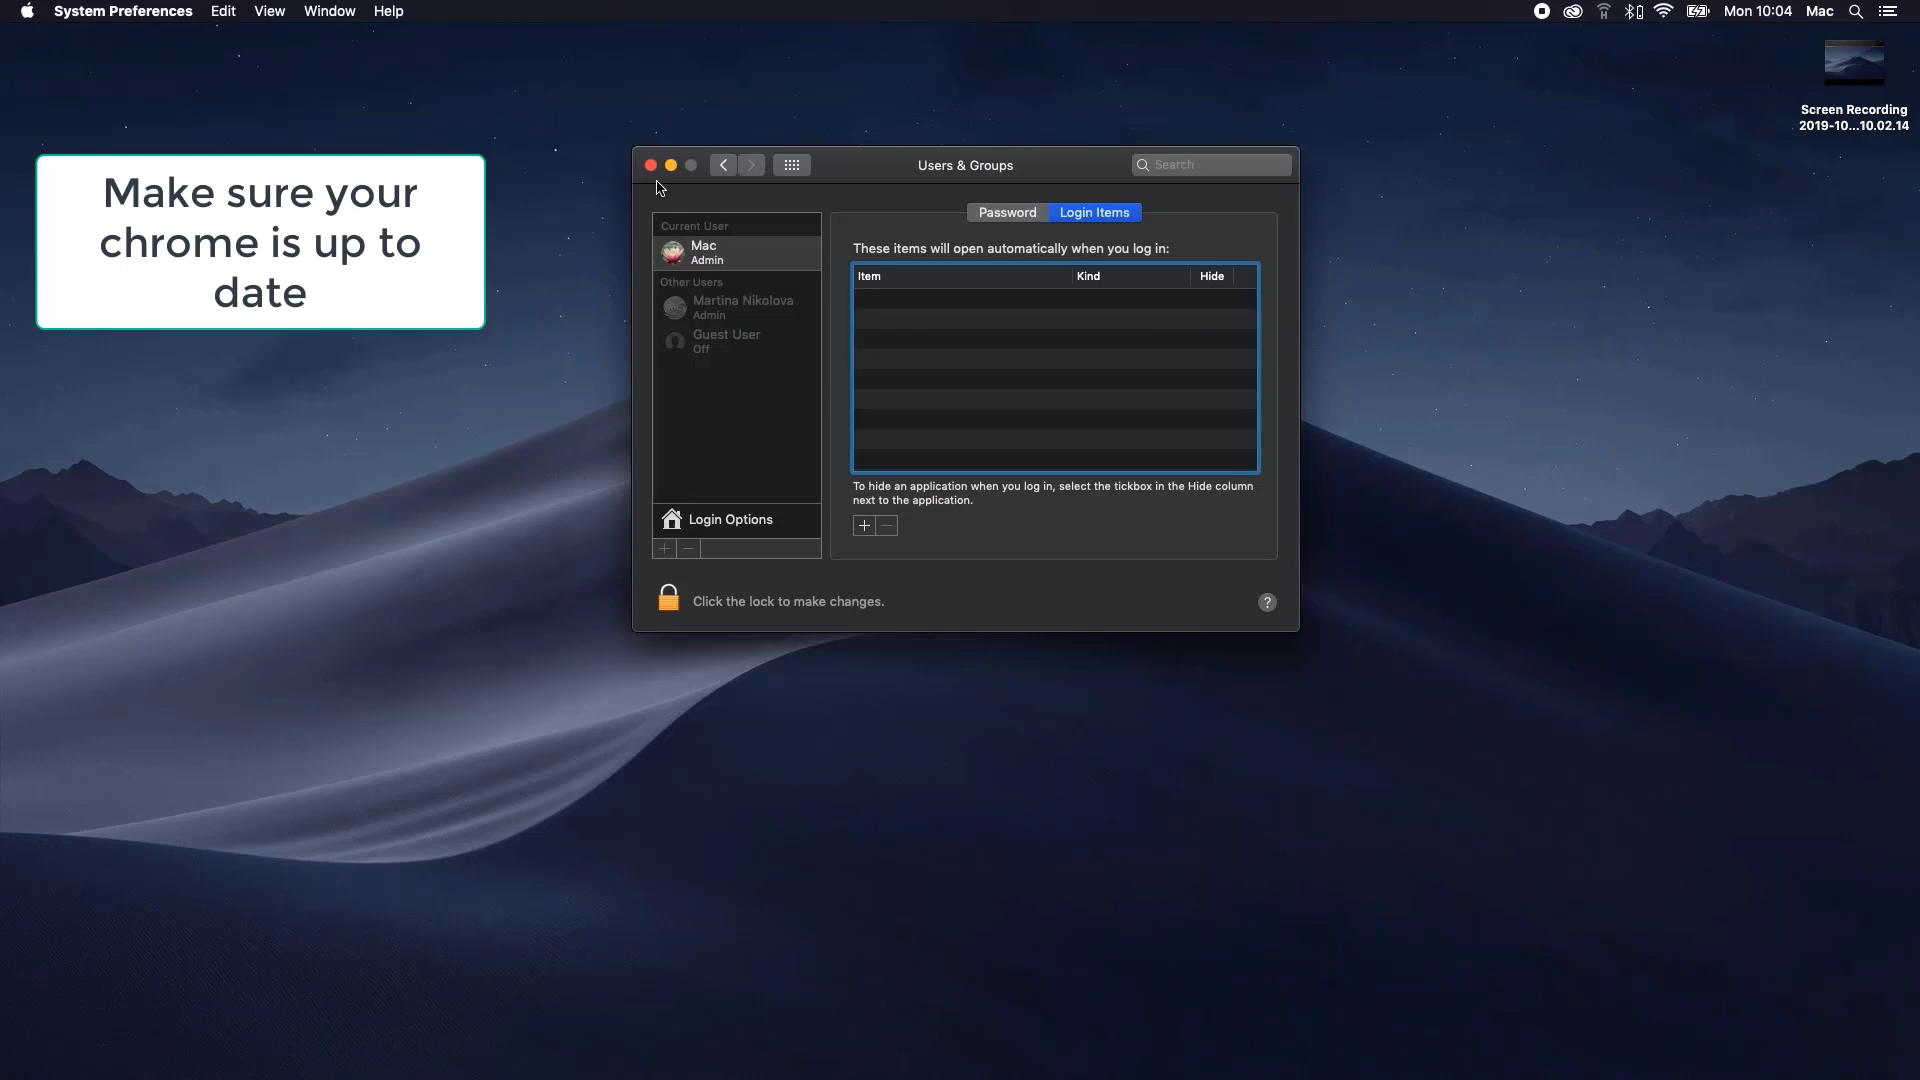 System Preferences Edit View Window Help
Mon 10:04 Mac
Screen Recording
2019-10...10.02.14
Make sure your
chrome is up to
date
Users & Groups
Search
Password Login Items
Current User
Mac
Admin
Other Users
Martina Nikolova
Admin
Guest User
Off
Login Options
These items will open automatically when you log in:
Item Kind Hide
To hide an application when you log in, select the tickbox in the Hide column
next to the application.
Click the lock to make changes.
?